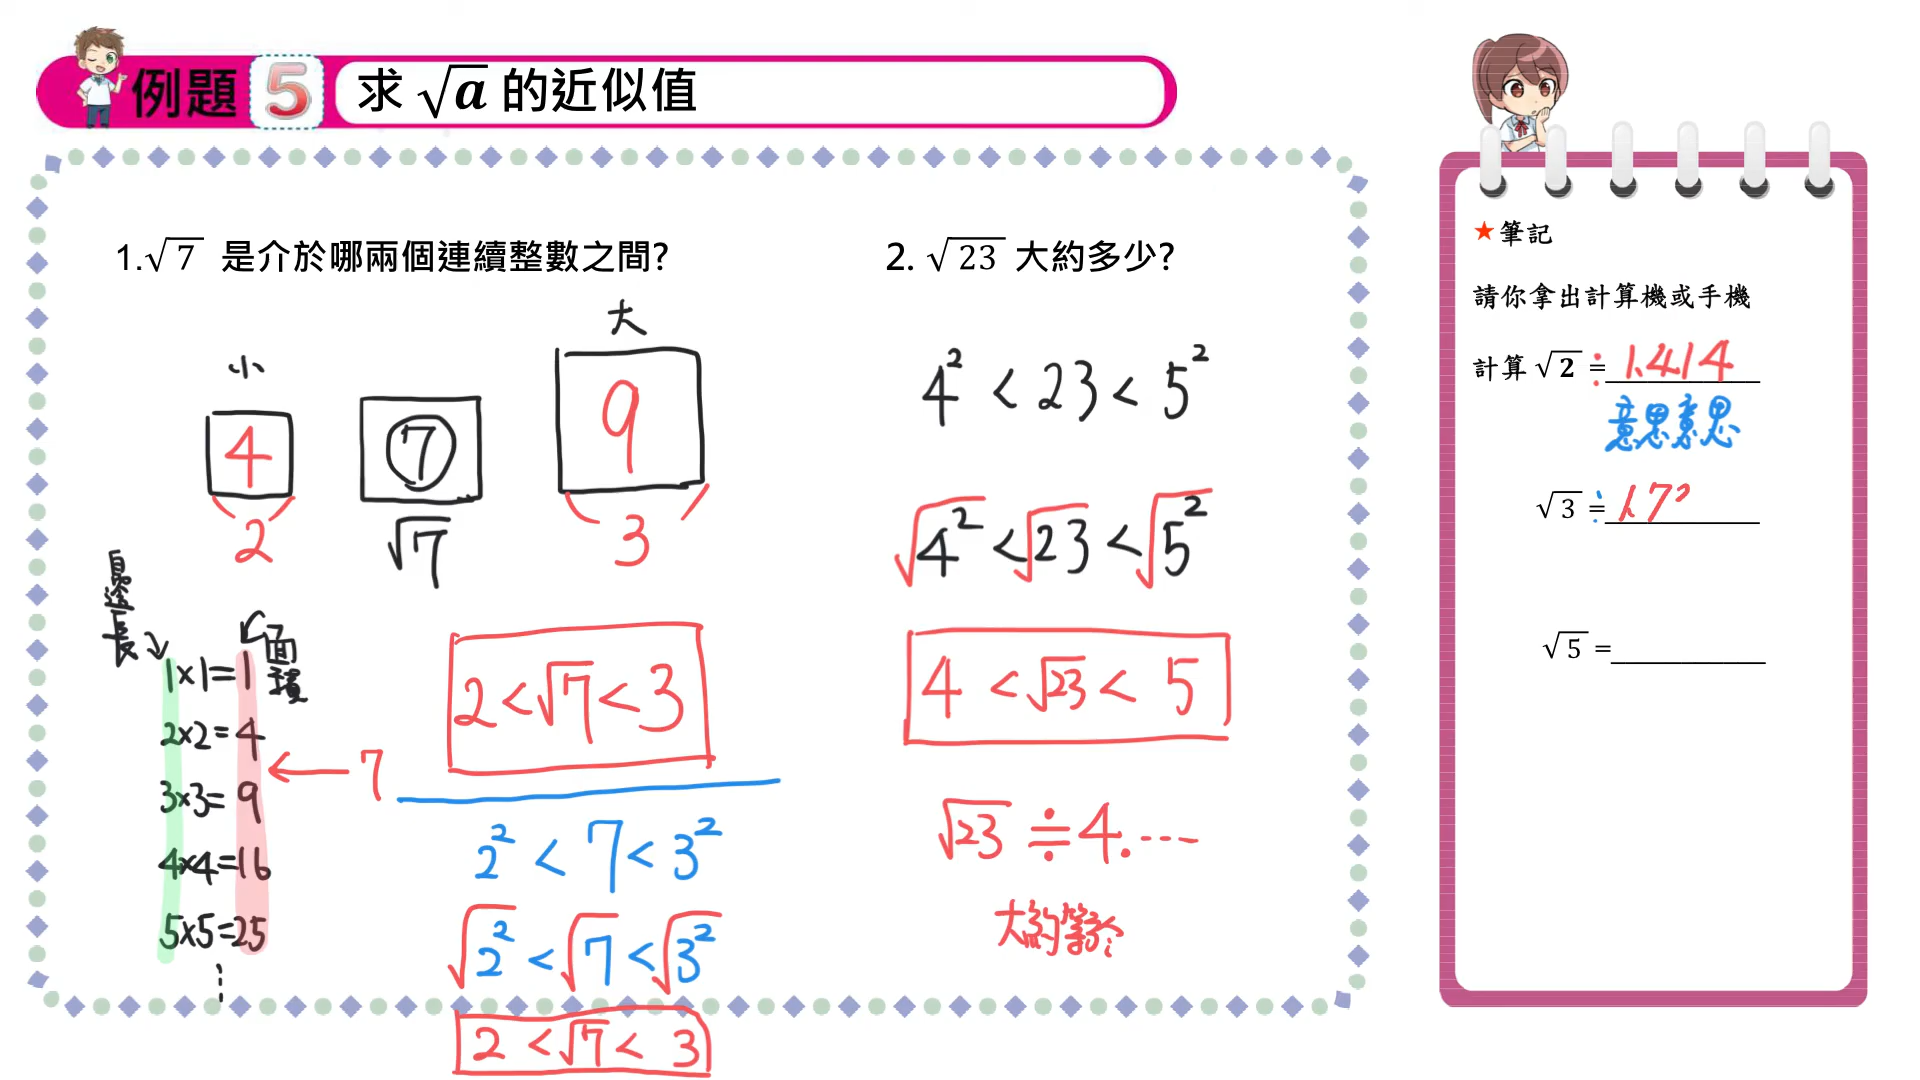 例題 5 求 √a 的近似值
1.√7 是介於哪兩個連續整數之間?
小
大
4
7
9
2
√7
3
邊長
面積
1×1=1
2×2=4
3×3=9
4×4=16
5×5=25
⋮
←7
2<√7<3
2²<7<3²
√2²<√7<√3²
2<√7<3
2. √23 大約多少?
4²<23<5²
√4²<√23<√5²
4<√23<5
√23≑4.---
大約等於
★筆記
請你拿出計算機或手機
計算 √2 ≑1.414
意思意思
√3 ≑1.73
√5 =